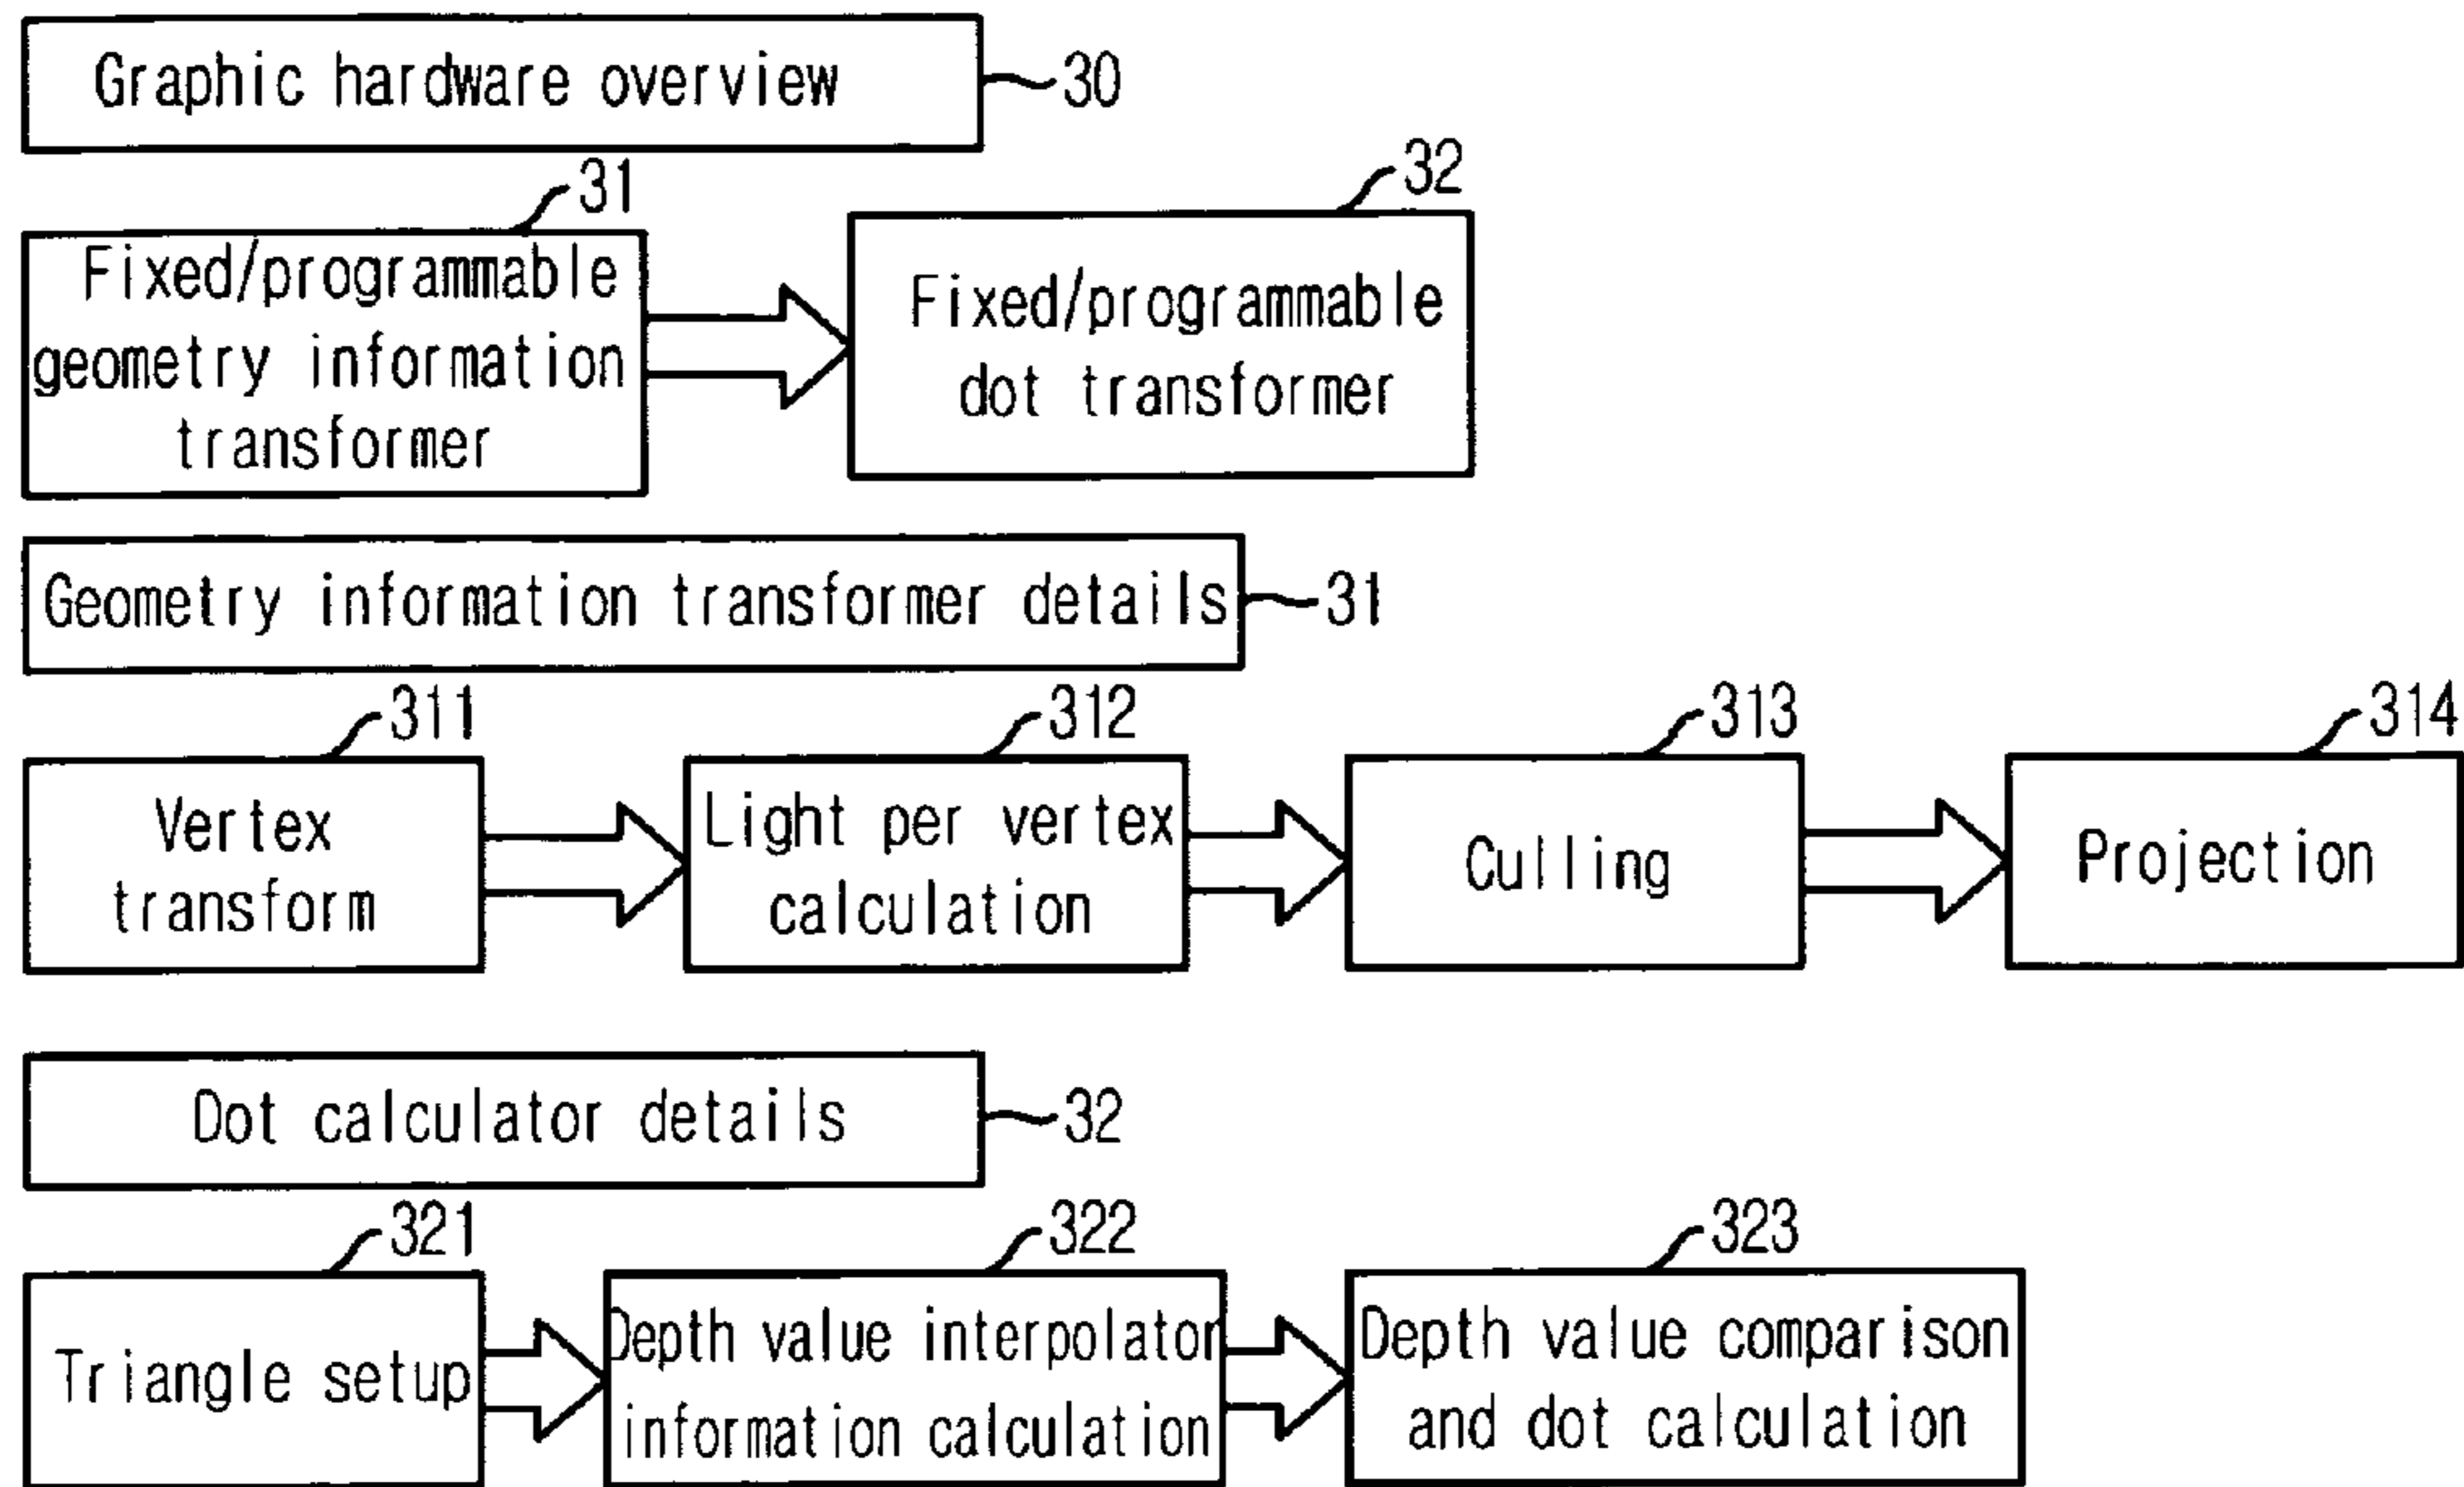 Graphic hardware overview
30
31
32
Fixed/programmable
geometry information
transformer
Fixed/programmable
dot transformer
Geometry information transformer details
31
311
312
313
314
Vertex
transform
Light per vertex
calculation
Culling
Projection
Dot calculator details
32
321
322
323
Triangle setup
Depth value interpolator
information calculation
Depth value comparison
and dot calculation